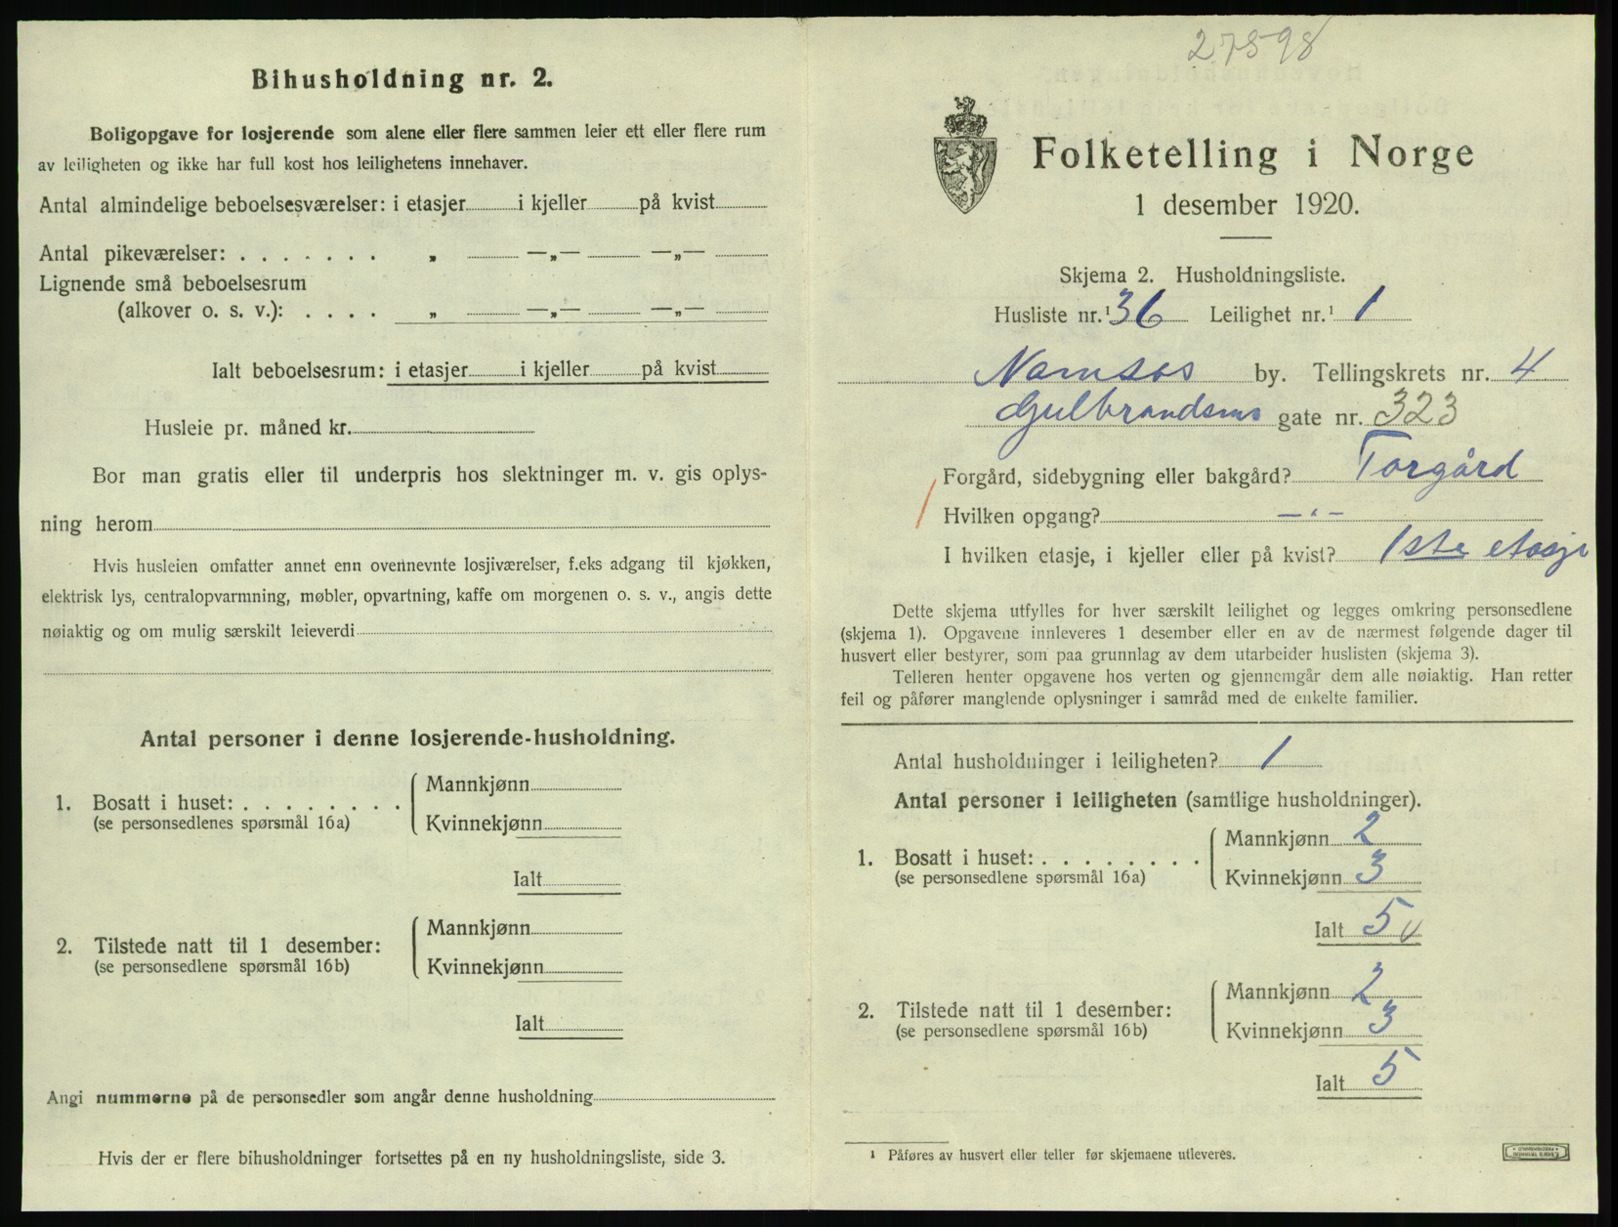 Bihusholdning nr. 2.
Boligopgave for losjerende som alene eller flere sammen leier ett eller flere rum
av leiligheten og ikke har full kost hos leilighetens innehaver.
Antal almindelige beboelsesværelser: i etasjer i kjeller på kvist
Antal pikeværelser: . . . . . . . „ —„— —„—
Lignende små beboelsesrum
(alkover o. s. v.): . . . . „ —„— —„—
Ialt beboelsesrum: i etasjer i kjeller på kvist
Husleie pr. måned kr.
Bor man gratis eller til underpris hos slektninger m. v. gis oplys-
ning herom
Hvis husleien omfatter annet enn ovennevnte losjiværelser, f.eks adgang til kjøkken,
elektrisk lys, centralopvarmning, møbler, opvartning, kaffe om morgenen o. s. v., angis dette
nøiaktig og om mulig særskilt leieverdi
Antal personer i denne losjerende-husholdning.
1. Bosatt i huset: . . . . . . . . Mannkjønn
(se personsedlenes spørsmål 16a) Kvinnekjønn
Ialt
2. Tilstede natt til 1 desember: Mannkjønn
(se personsedlene spørsmål 16b) Kvinnekjønn
Ialt
Angi nummerne på de personsedler som angår denne husholdning
Hvis der er flere bihusholdninger fortsettes på en ny husholdningsliste, side 3.
27598
Folketelling i Norge
1 desember 1920.
Skjema 2. Husholdningsliste.
Husliste nr.¹ 36 Leilighet nr.¹ 1
Namsos by. Tellingskrets nr. 4
Gulbrandsens gate nr. 323
Forgård, sidebygning eller bakgård? Forgård
Hvilken opgang? —"—
I hvilken etasje, i kjeller eller på kvist? 1ste etasje
Dette skjema utfylles for hver særskilt leilighet og legges omkring personsedlene
(skjema 1). Opgavene innleveres 1 desember eller en av de nærmest følgende dager til
husvert eller bestyrer, som paa grunnlag av dem utarbeider huslisten (skjema 3).
Telleren henter opgavene hos verten og gjennemgår dem alle nøiaktig. Han retter
feil og påfører manglende oplysninger i samråd med de enkelte familier.
Antal husholdninger i leiligheten? 1
Antal personer i leiligheten (samtlige husholdninger).
1. Bosatt i huset: . . . . . . . . Mannkjønn 2
(se personsedlene spørsmål 16a) Kvinnekjønn 3
Ialt 5
2. Tilstede natt til 1 desember: Mannkjønn 2
(se personsedlene spørsmål 16b) Kvinnekjønn 3
Ialt 5
¹ Påføres av husvert eller teller før skjemaene utleveres.